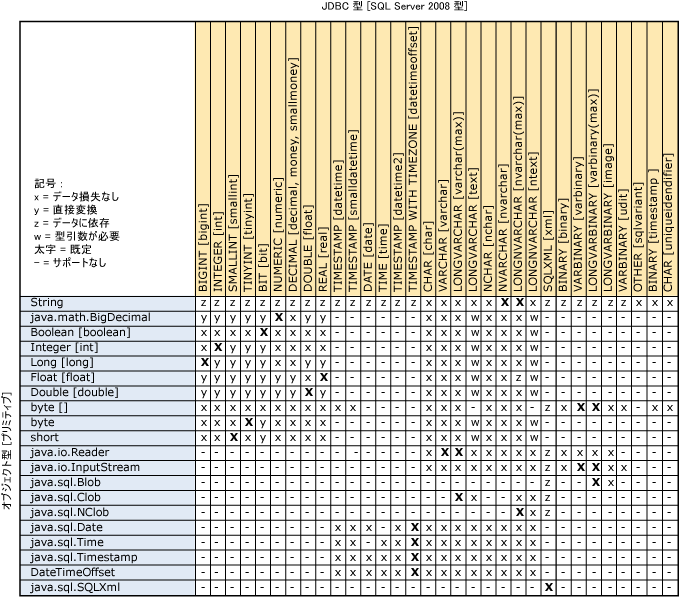 JDBC 型 [SQL Server 2008 型]
記号 :
x = データ損失なし
y = 直接変換
z = データに依存
w = 型引数が必要
太字 = 既定
– = サポートなし
BIGINT [bigint]
INTEGER [int]
SMALLINT [smallint]
TINYINT [tinyint]
BIT [bit]
NUMERIC [numeric]
DECIMAL [decimal, money, smallmoney]
DOUBLE [float]
REAL [real]
TIMESTAMP [datetime]
TIMESTAMP [smalldatetime]
DATE [date]
TIME [time]
TIMESTAMP [datetime2]
TIMESTAMP WITH TIMEZONE [datetimeoffset]
CHAR [char]
VARCHAR [varchar]
LONGVARCHAR [varchar(max)]
LONGVARCHAR [text]
NCHAR [nchar]
NVARCHAR [nvarchar]
LONGNVARCHAR [nvarchar(max)]
LONGNVARCHAR [ntext]
SQLXML [xml]
BINARY [binary]
VARBINARY [varbinary]
LONGVARBINARY [varbinary(max)]
LONGVARBINARY [image]
VARBINARY [udit]
OTHER [sqlvariant]
BINARY [timestamp ]
CHAR [uniqueidendifier]
オブジェクト型 [プリミティブ]
String z z z z z z z z z z z z z z z x x x x x X X x z z z z z z x x x
java.math.BigDecimal y y y y y X x y y - - - - - - x x x w x x x w - - - - - - - - -
Boolean [boolean] x x x x X x x x x - - - - - - x x x w x x x w - - - - - - - - -
Integer [int] x X y y y x x x y - - - - - - x x x w x x x w - - - - - - - - -
Long [long] X y y y y x x y y - - - - - - x x x w x x x w - - - - - - - - -
Float [float] y y y y y y y x X - - - - - - x x x w x x z w - - - - - - - - -
Double [double] y y y y y y y X y - - - - - - x x x w x x x w - - - - - - - - -
byte [] x x x x x x x x x x x - - - - x x x - x x x - z x X X x x - x x
byte x x x X y x x x x - - - - - - x x x w x x x w - - - - - - - - -
short x x X x y x x x x - - - - - - x x x w x x x w - - - - - - - - -
java.io.Reader - - - - - - - - - - - - - - - x X X x x x x x z x x x x - - - -
java.io.InputStream - - - - - - - - - - - - - - - x x x x x x x x z x X X x x - - -
java.sql.Blob - - - - - - - - - - - - - - - - - - - - - - - z - - X x - - - -
java.sql.Clob - - - - - - - - - - - - - - - - - X x - - x x z - - - - - - - -
java.sql.NClob - - - - - - - - - - - - - - - - - - - - - X x z - - - - - - - -
java.sql.Date - - - - - - - - - x x x - x X x x x x x x x x - - - - - - - - -
java.sql.Time - - - - - - - - - x x - x x X x x x x x x x x - - - - - - - - -
java.sql.Timestamp - - - - - - - - - x x x x x X x x x x x x x x - - - - - - - - -
DateTimeOffset - - - - - - - - - x x x x x X x x x x x x x x - - - - - - - - -
java.sql.SQLXml - - - - - - - - - - - - - - - - - - - - - - - X - - - - - - - -